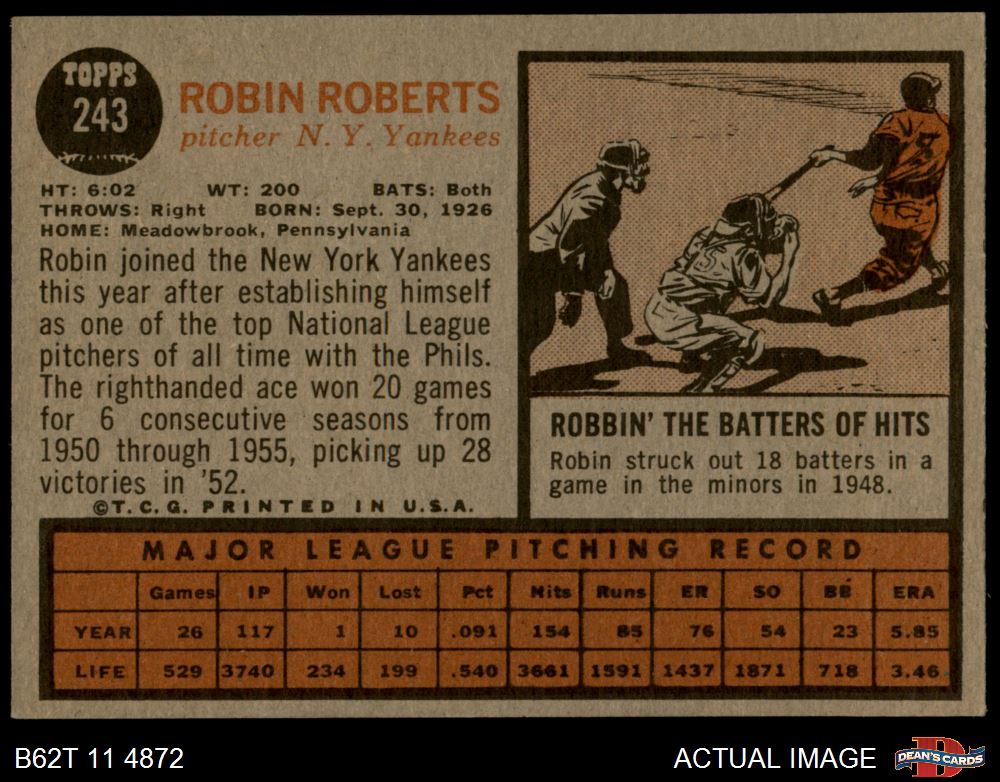 TOPPS
243
ROBIN ROBERTS
pitcher N. Y. Yankees
HT: 6:02 WT: 200 BATS: Both
THROWS: Right BORN: Sept. 30, 1926
HOME: Meadowbrook, Pennsylvania
Robin joined the New York Yankees
this year after establishing himself
as one of the top National League
pitchers of all time with the Phils.
The righthanded ace won 20 games
for 6 consecutive seasons from
1950 through 1955, picking up 28
victories in '52.
©T. C. G. PRINTED IN U.S.A.
ROBBIN' THE BATTERS OF HITS
Robin struck out 18 batters in a
game in the minors in 1948.
MAJOR LEAGUE PITCHING RECORD
Games IP Won Lost Pct Hits Runs ER SO BB ERA
YEAR 26 117 1 10 .091 154 85 76 54 23 5.85
LIFE 529 3740 234 199 .540 3661 1591 1437 1871 718 3.46
B62T 11 4872
ACTUAL IMAGE
D
DEAN'S CARDS